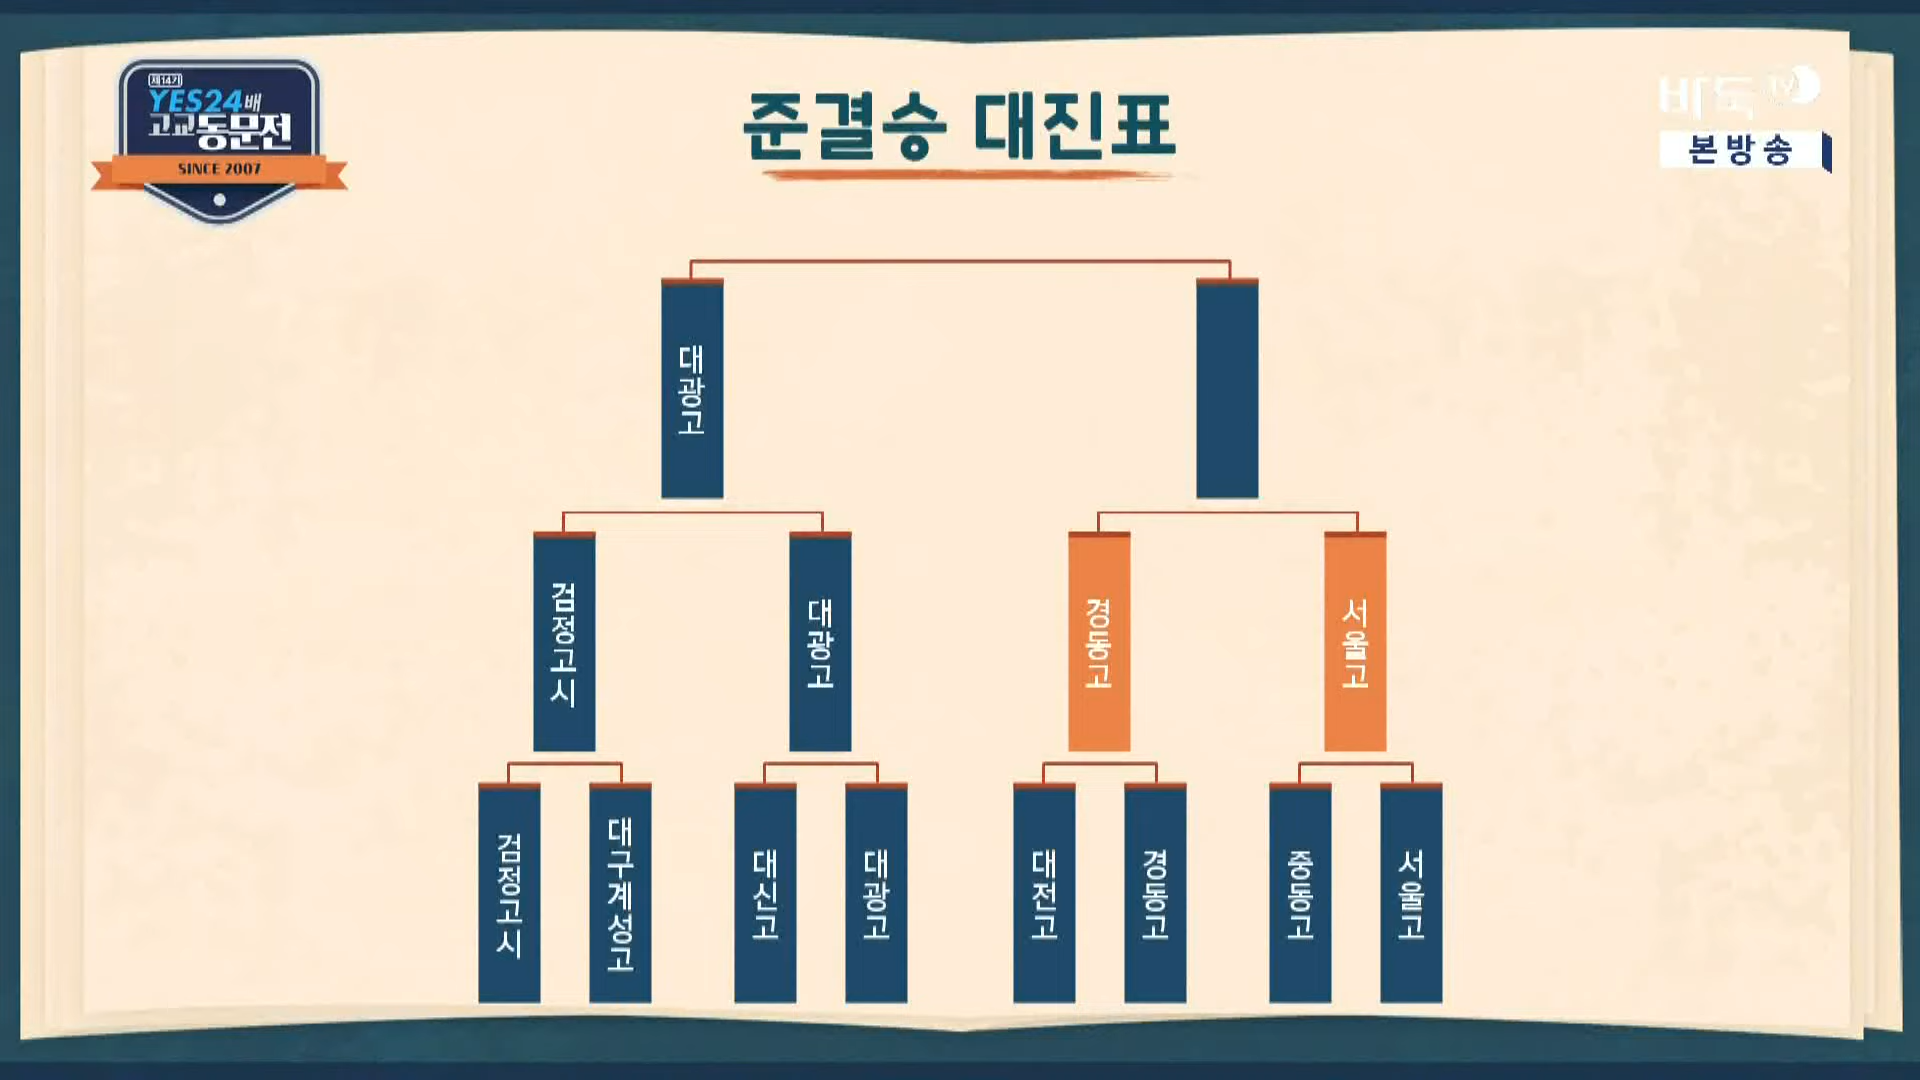 제14기
YES24배
고교동문전
SINCE 2007
준결승 대진표
바둑TV
본방송
대광고
검정고시
대광고
경동고
서울고
검정고시
대구계성고
대신고
대광고
대전고
경동고
중동고
서울고